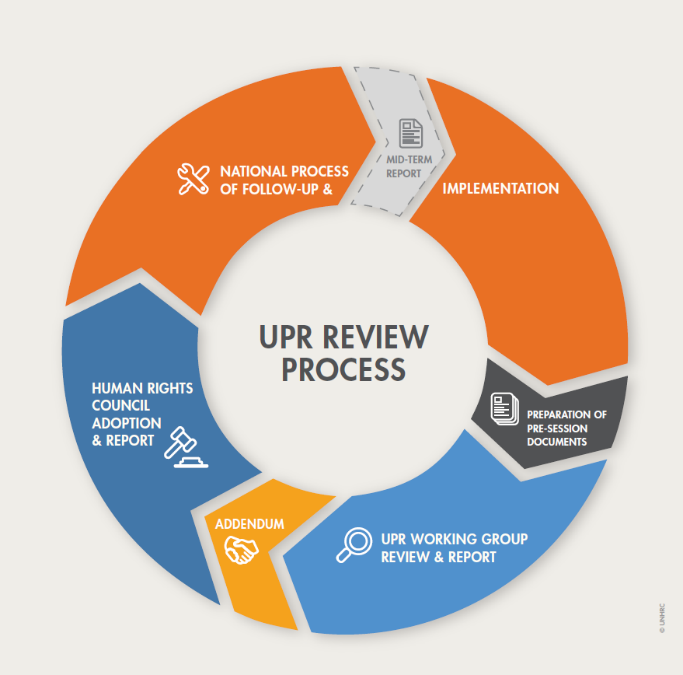 NATIONAL PROCESS
OF FOLLOW-UP &
MID-TERM
REPORT
IMPLEMENTATION
UPR REVIEW
PROCESS
PREPARATION OF
PRE-SESSION
DOCUMENTS
UPR WORKING GROUP
REVIEW & REPORT
ADDENDUM
HUMAN RIGHTS
COUNCIL
ADOPTION
& REPORT
© UNHRC